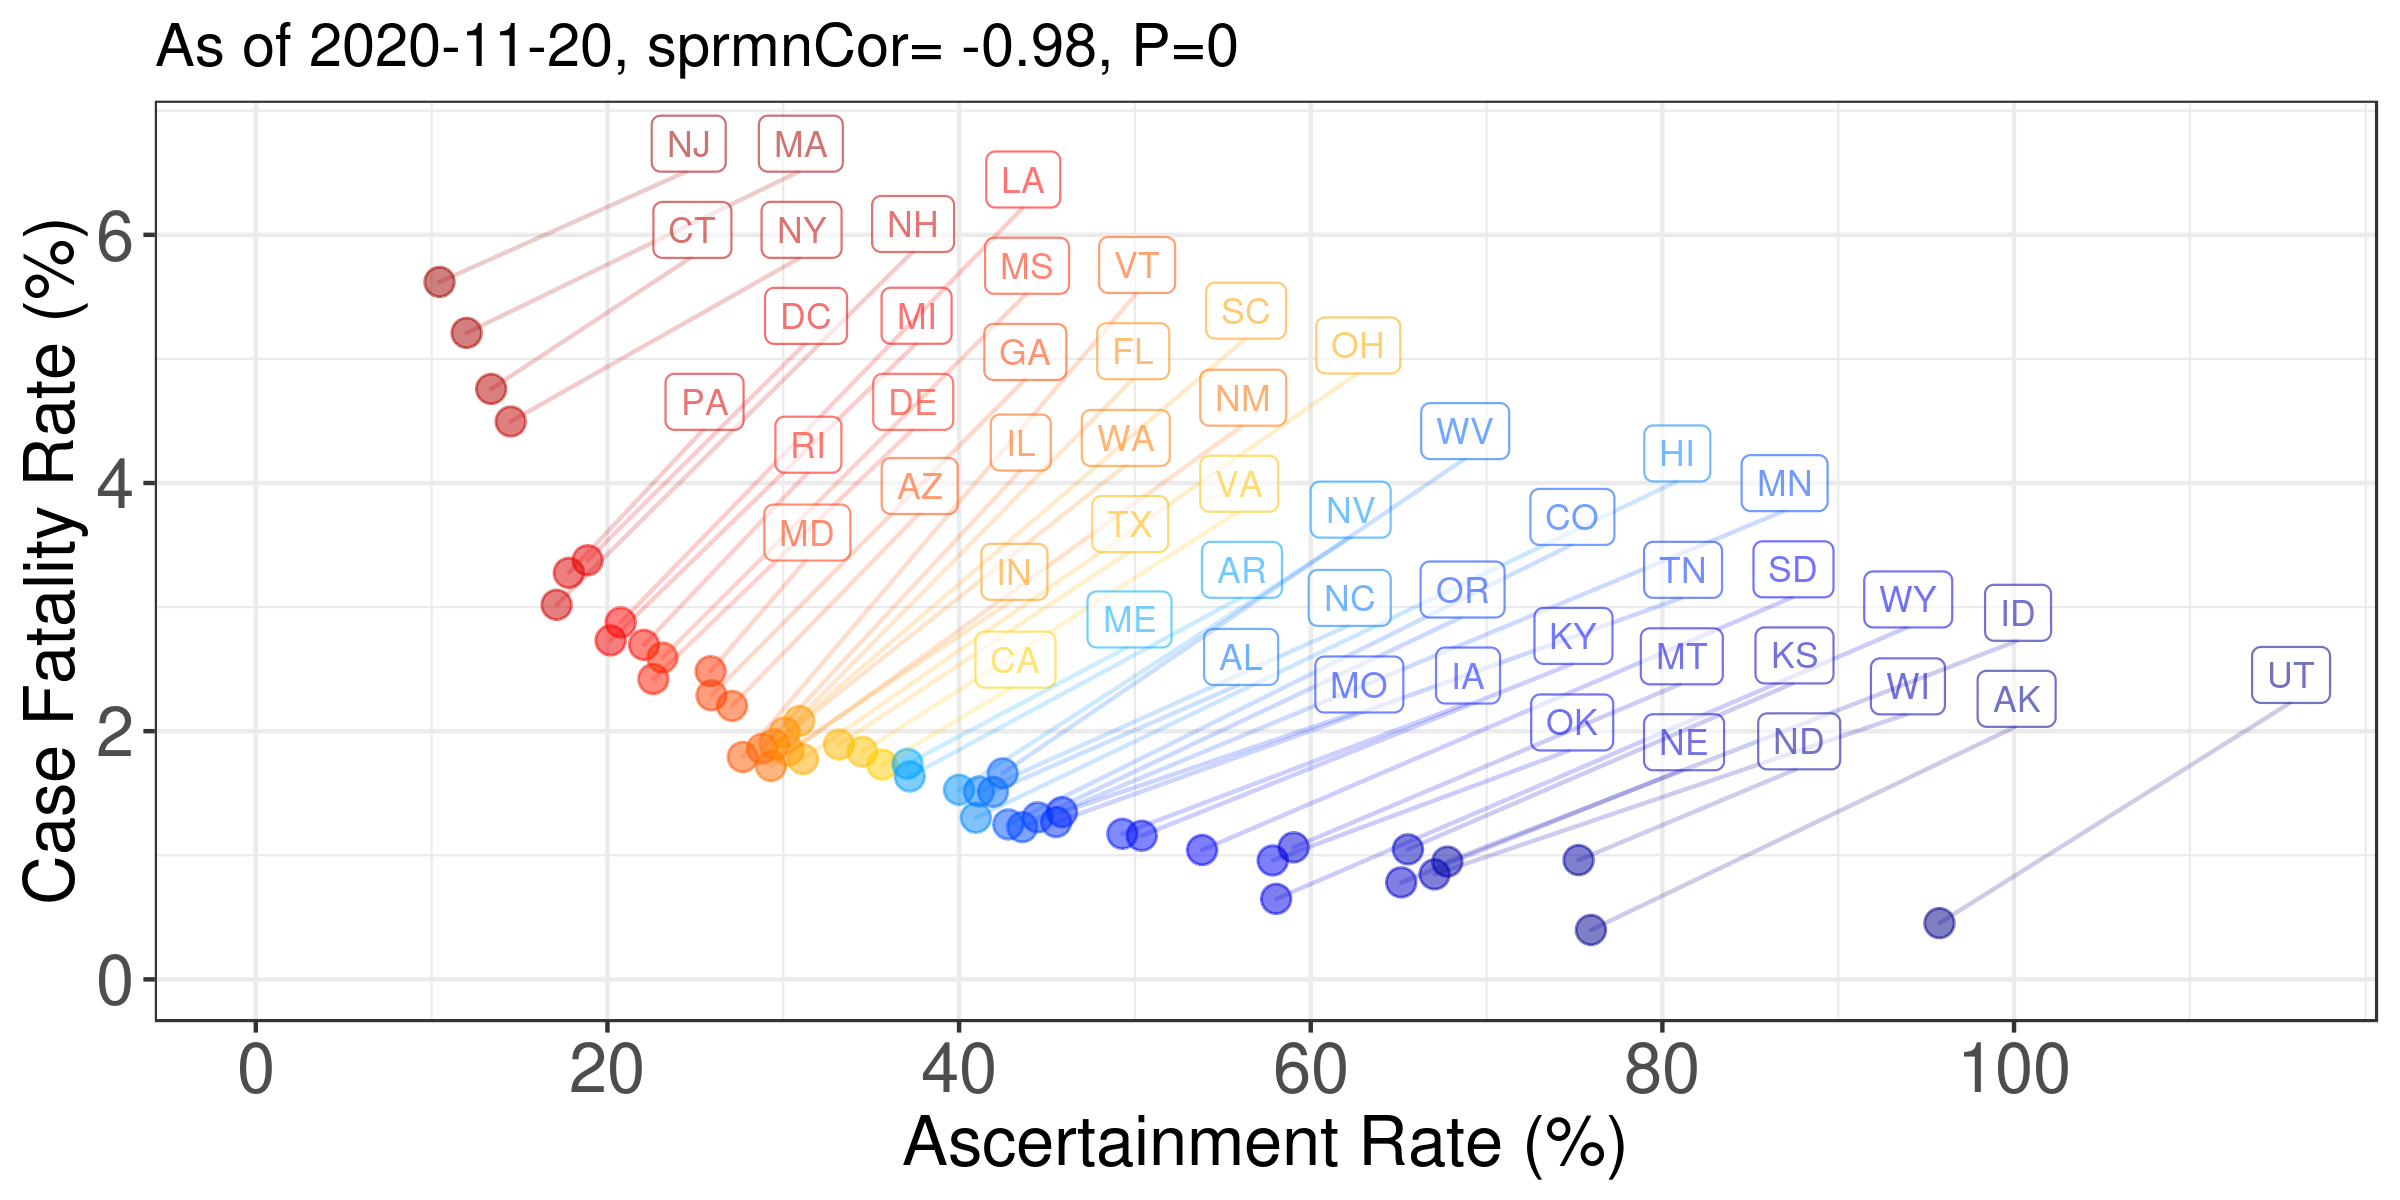 As of 2020-11-20, sprmnCor= -0.98, P=0
NJ MA
LA
CT NY NH
MS VT
DC MI
SC
GA FL
OH
PA DE
NM
RI
IL WA
WV
HI
AZ
VA
MN
MD
TX
NV
CO
IN
AR
TN SD
ME
NC
OR
WY
ID
CA
AL
KY
MO
IA
MT
KS
WI
UT
AK
OK
NE ND
6
4
2
0
0 20 40 60 80 100
Case Fatality Rate (%)
Ascertainment Rate (%)